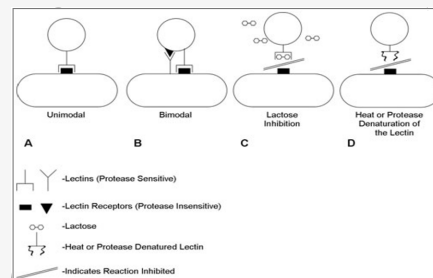 Unimodal
Bimodal
Lactose
Inhibition
Heat or Protease
Denaturation of
the Lectin
A
B
C
D
-Lectins (Protease Sensitive)
-Lectin Receptors (Protease Insensitive)
-Lactose
-Heat or Protease Denatured Lectin
-Indicates Reaction Inhibited